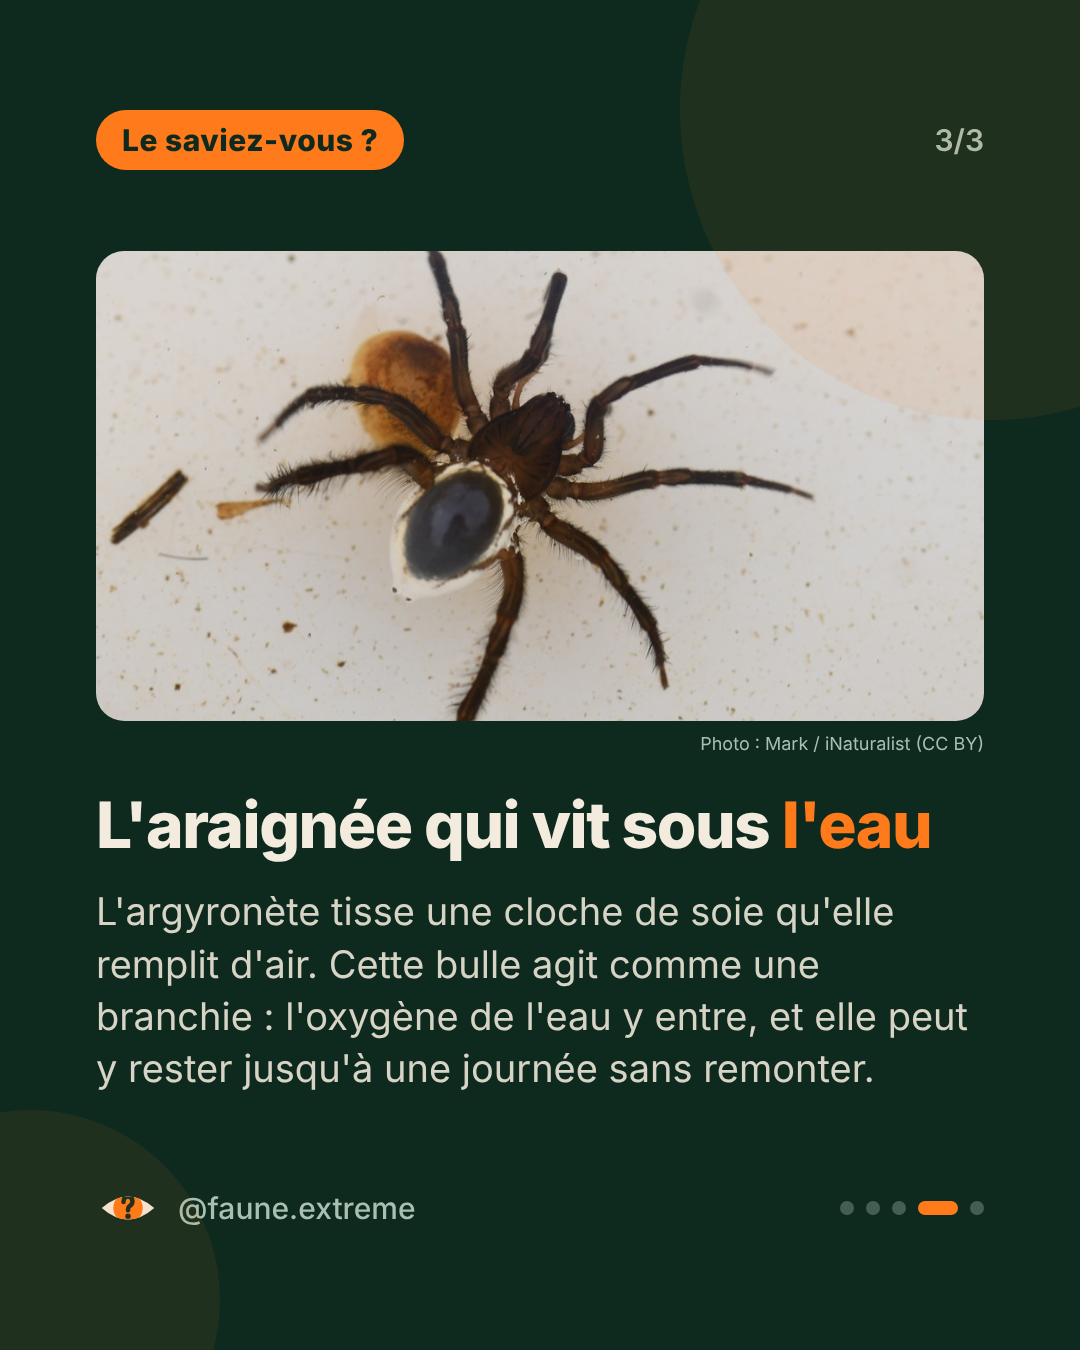 Le saviez-vous ?
3/3
Photo : Mark / iNaturalist (CC BY)
L'araignée qui vit sous l'eau
L'argyronète tisse une cloche de soie qu'elle
remplit d'air. Cette bulle agit comme une
branchie : l'oxygène de l'eau y entre, et elle peut
y rester jusqu'à une journée sans remonter.
?
@faune.extreme